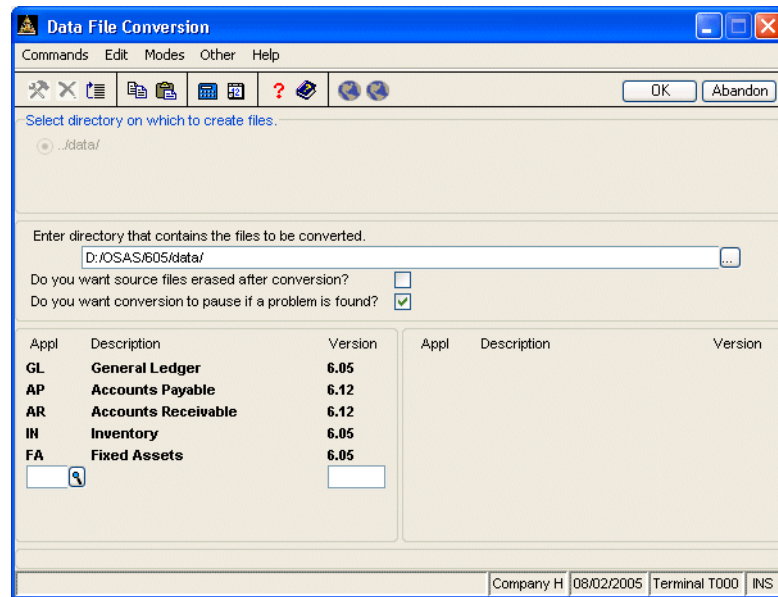 Data File Conversion
Commands Edit Modes Other Help
12 ? OK Abandon
Select directory on which to create files.
../data/
Enter directory that contains the files to be converted.
D:/OSAS/605/data/ ...
Do you want source files erased after conversion?
Do you want conversion to pause if a problem is found?
Appl Description Version Appl Description Version
GL General Ledger 6.05
AP Accounts Payable 6.12
AR Accounts Receivable 6.12
IN Inventory 6.05
FA Fixed Assets 6.05
Company H 08/02/2005 Terminal T000 INS